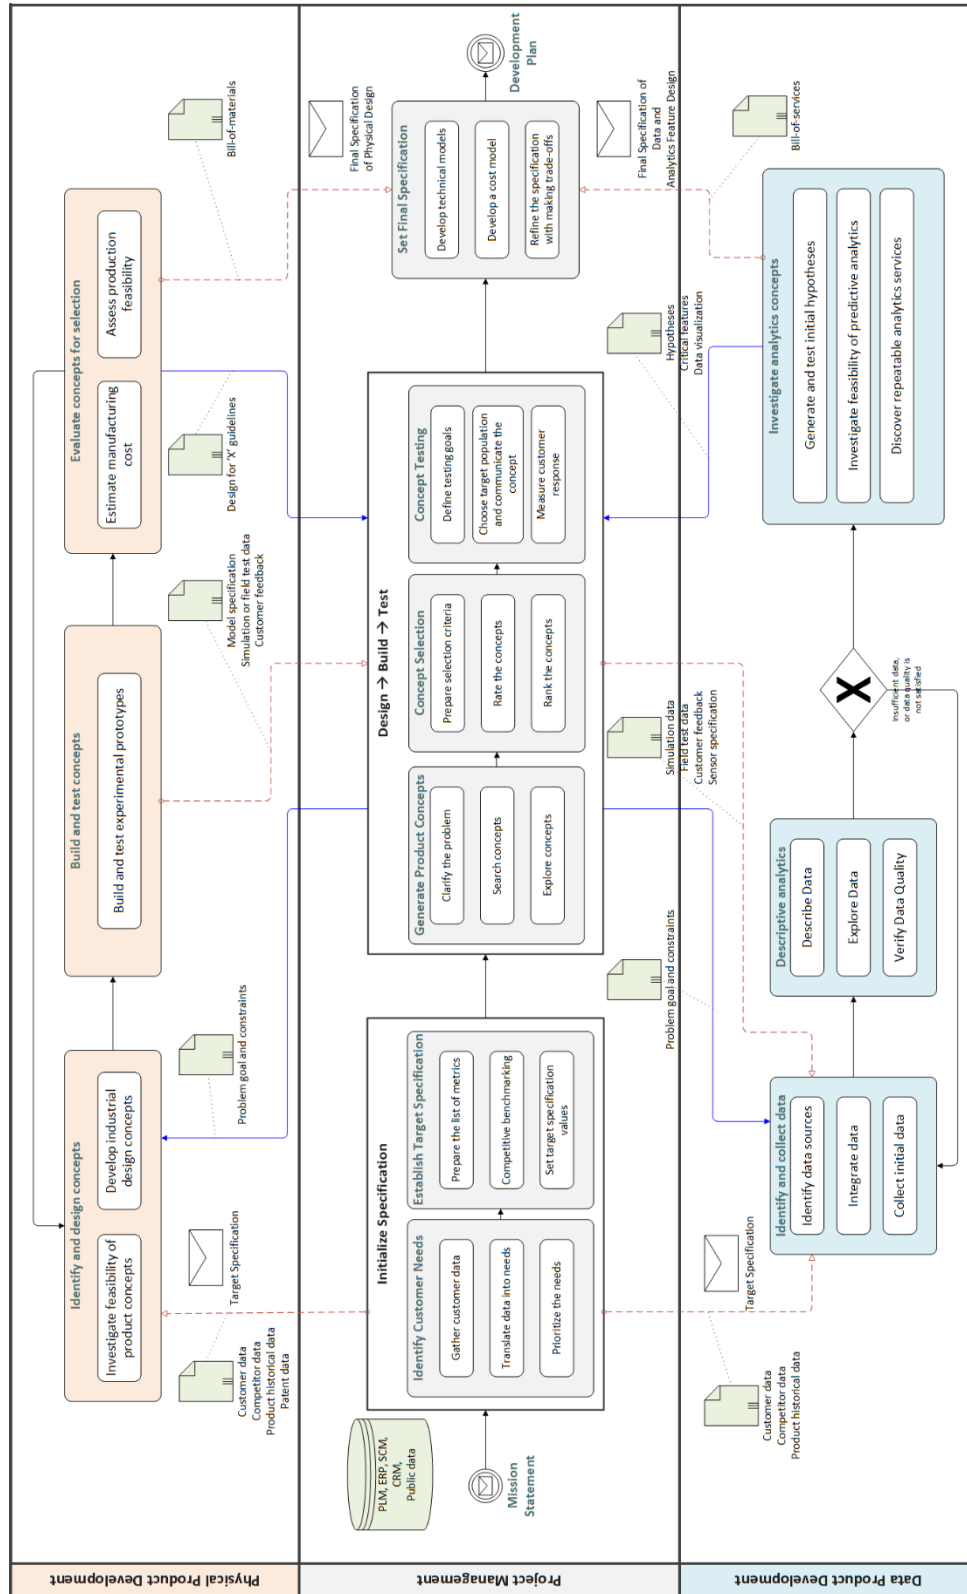 Physical Product Development
Identify and design concepts
Investigate feasibility of
product concepts
Develop industrial
design concepts
Build and test concepts
Build and test experimental prototypes
Evaluate concepts for selection
Estimate manufacturing
cost
Assess production
feasibility
Customer data
Competitor data
Product historical data
Patent data
Target Specification
Problem goal and constraints
Model specification
Simulation or field test data
Customer feedback
Design for 'X' guidelines
Bill-of-materials
Project Management
PLM, ERP, SCM,
CRM,
Public data
Mission
Statement
Initialize Specification
Identify Customer Needs
Gather customer data
Translate data into needs
Prioritize the needs
Establish Target Specification
Prepare the list of metrics
Competitive benchmarking
Set target specification
values
Design → Build → Test
Generate Product Concepts
Clarify the problem
Search concepts
Explore concepts
Concept Selection
Prepare selection criteria
Rate the concepts
Rank the concepts
Concept Testing
Define testing goals
Choose target population
and communicate the
concept
Measure customer
response
Final Specification
of Physical Design
Set Final Specification
Develop technical models
Develop a cost model
Refine the specification
with making trade-offs
Development
Plan
Final Specification of
Data and
Analytics Feature Design
Data Product Development
Customer data
Competitor data
Product historical data
Target Specification
Problem goal and constraints
Simulation data
Field test data
Customer feedback
Sensor specification
Hypotheses
Critical features
Data visualization
Bill-of-services
Identify and collect data
Identify data sources
Integrate data
Collect initial data
Descriptive analytics
Describe Data
Explore Data
Verify Data Quality
X
Insufficient data,
or data quality is
not satisfied
Investigate analytics concepts
Generate and test initial hypotheses
Investigate feasibility of predictive analytics
Discover repeatable analytics services